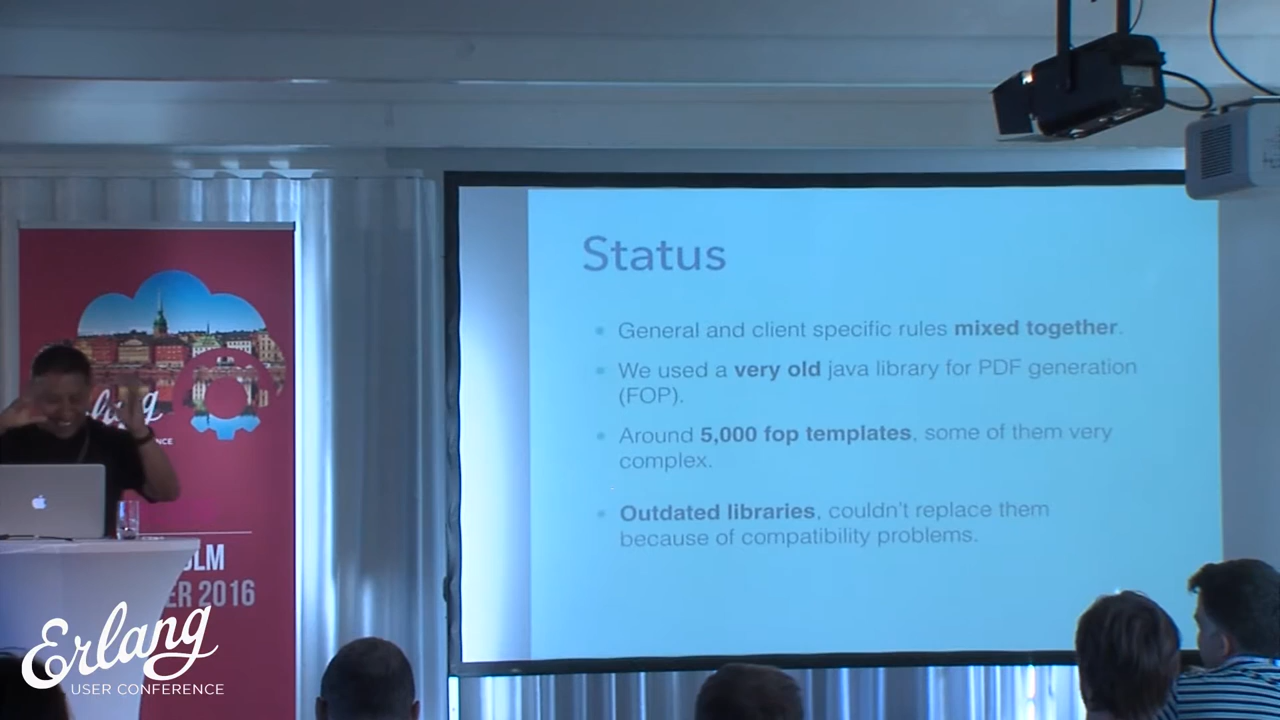 Status
General and client specific rules mixed together.
We used a very old java library for PDF generation
(FOP).
Around 5,000 fop templates, some of them very
complex.
Outdated libraries, couldn't replace them
because of compatibility problems.
2016
Erlang
USER CONFERENCE